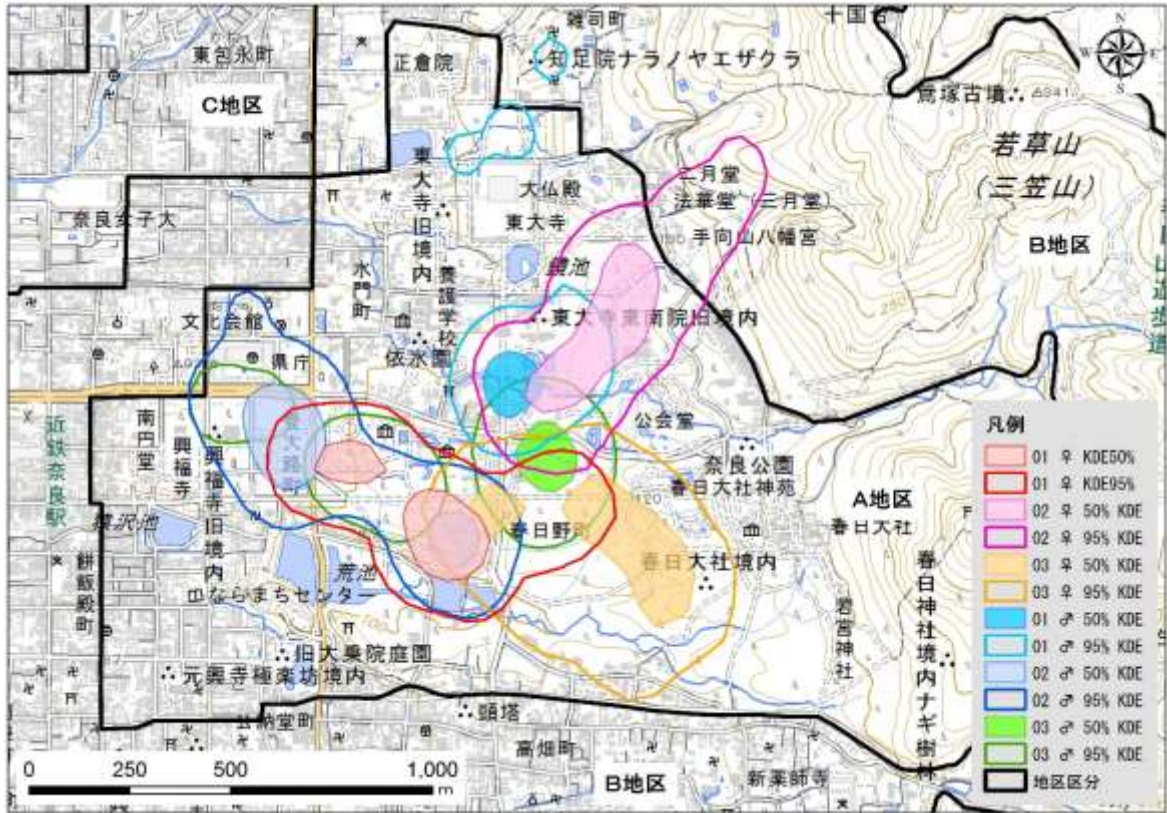 雑司町
東包永町
正倉院
知足院ナラノヤエザクラ
C地区
鶯塚古墳
341
若草山
(三笠山)
二月堂
法華堂(三月堂)
手向山八幡宮
大仏殿
東大寺
東大寺旧境内
奈良女子大
B地区
水門町
養護学校
鏡池
文化会館
東大寺東南院旧境内
依水園
県庁
公会堂
南円堂
興福寺
興福寺旧境内
近鉄奈良駅
奈良公園
春日大社神苑
A地区
春日大社
猿沢池
春日野町
餅飯殿町
荒池
春日大社境内
ならまちセンター
若宮神社
春日神社境内ナギ樹林
旧大乗院庭園
元興寺極楽坊境内
頭塔
高畑町
新薬師寺
B地区
凡例
01 ♀ KDE50%
01 ♀ KDE95%
02 ♀ 50% KDE
02 ♀ 95% KDE
03 ♀ 50% KDE
03 ♀ 95% KDE
01 ♂ 50% KDE
01 ♂ 95% KDE
02 ♂ 50% KDE
02 ♂ 95% KDE
03 ♂ 50% KDE
03 ♂ 95% KDE
地区区分
0 250 500 1,000
m
N
W E
S